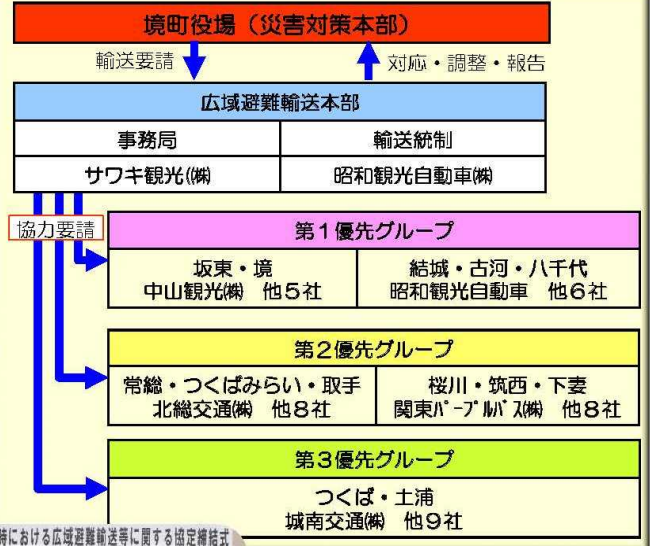 境町役場（災害対策本部）
輸送要請
対応・調整・報告
広域避難輸送本部
事務局
輸送統制
サワキ観光(㈱
昭和観光自動車㈱
協力要請
第１優先グループ
坂東・境
中山観光㈱　他５社
結城・古河・八千代
昭和観光自動車　他６社
第２優先グループ
常総・つくばみらい・取手
北総交通㈱　他８社
桜川・筑西・下妻
関東ﾊﾟｰﾌﾟﾙﾊﾞｽ㈱　他８社
第３優先グループ
つくば・土浦
城南交通㈱　他９社
時における広域避難輸送等に関する協定締結式